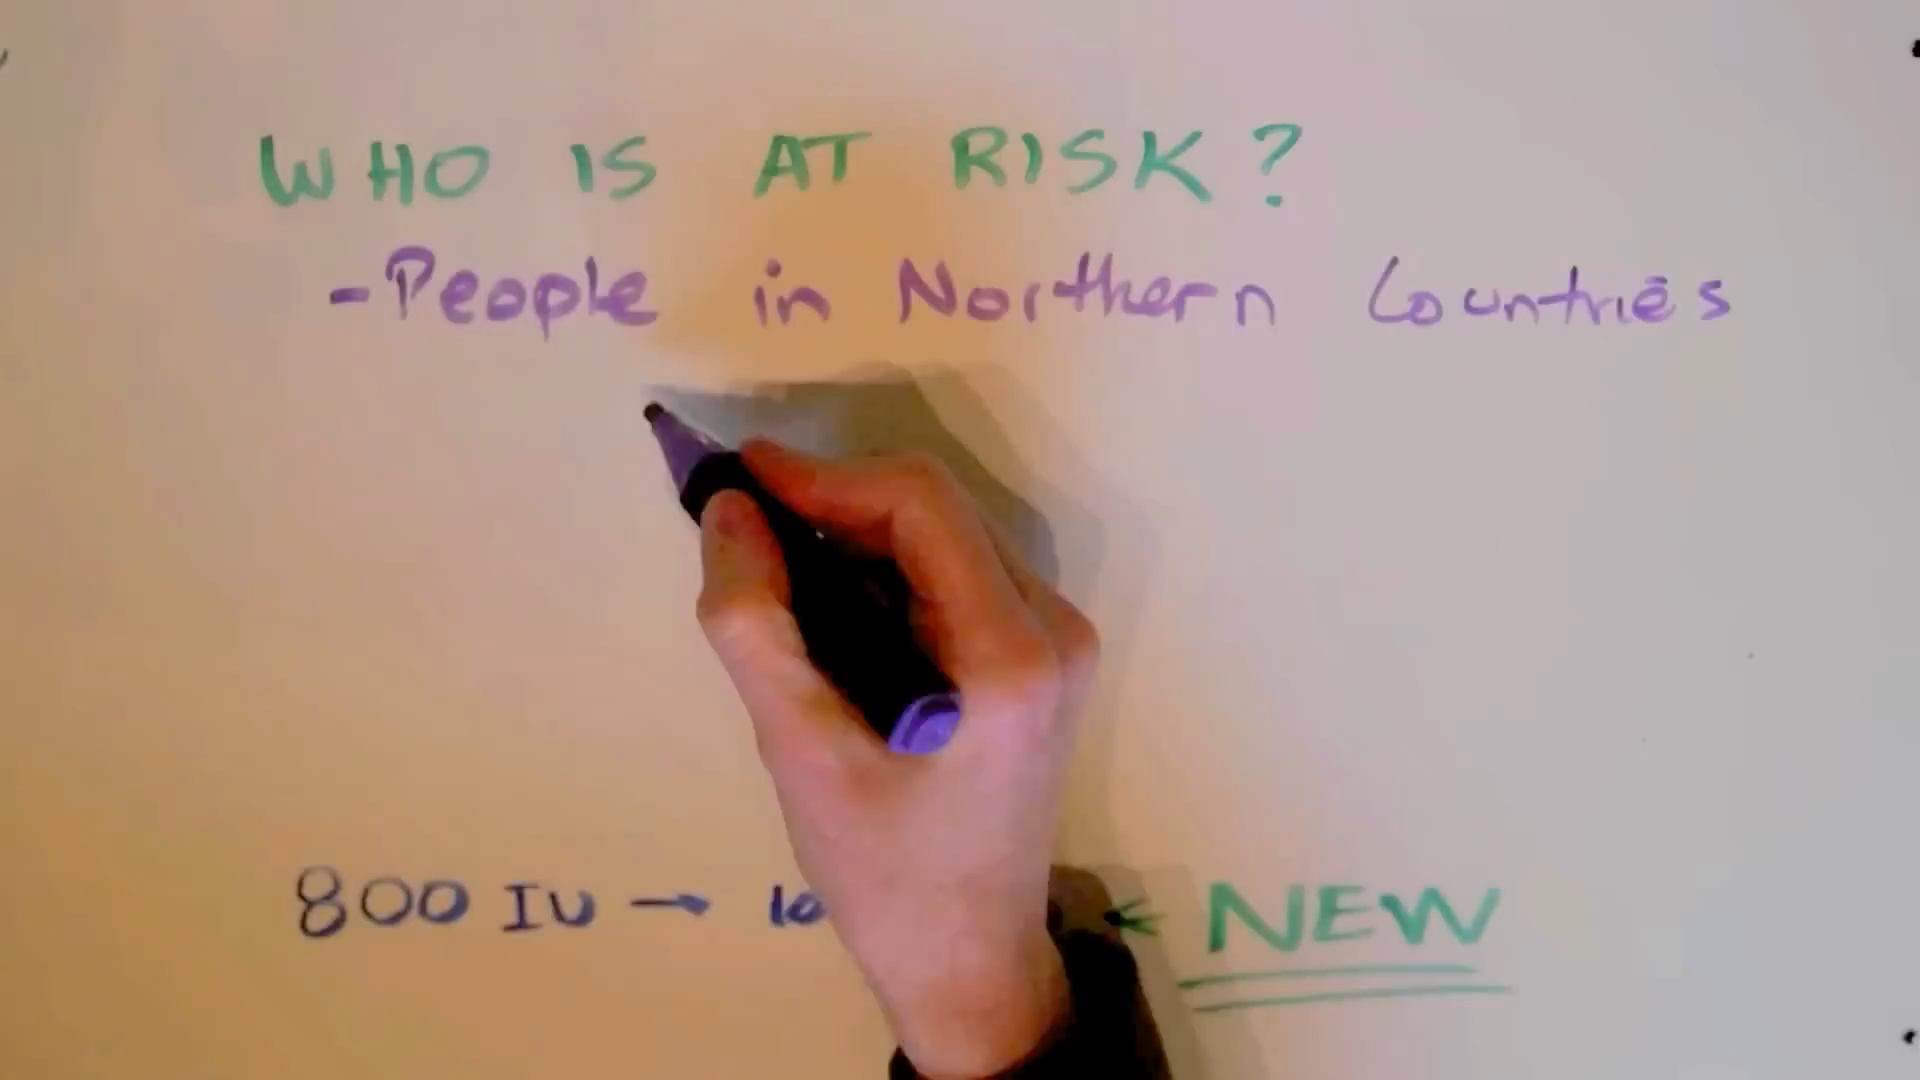 WHO IS AT RISK?
-People in Northern Countries
800 IU → NEW